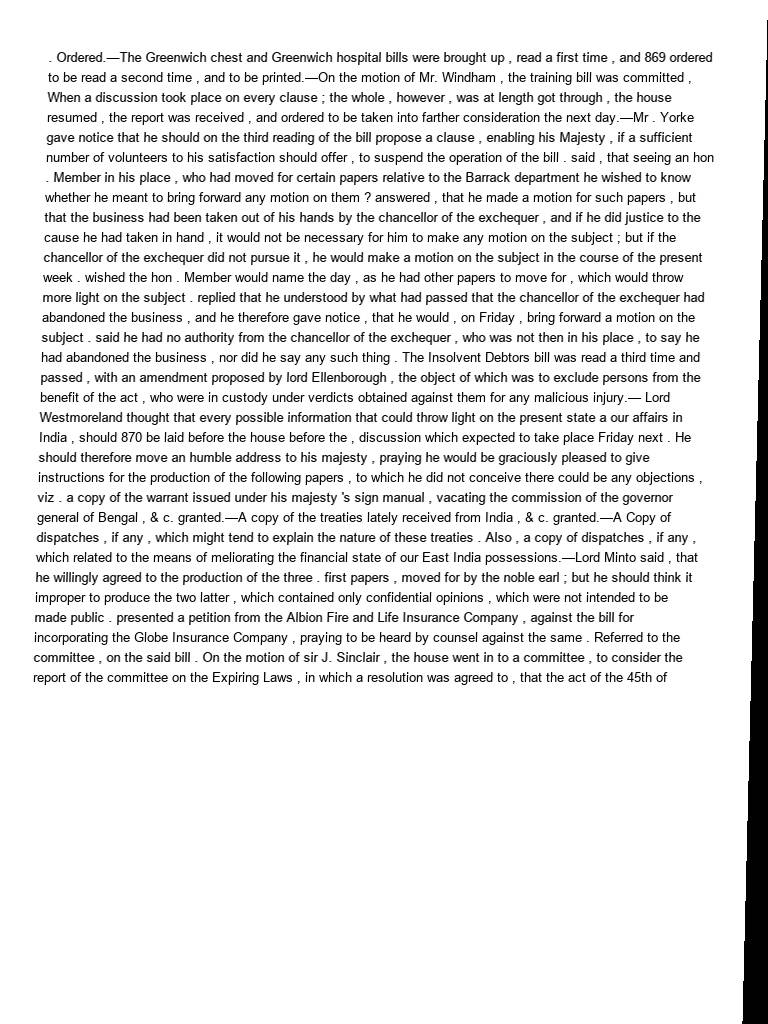 . Ordered.—The Greenwich chest and Greenwich hospital bills were brought up , read a first time , and 869 ordered
to be read a second time , and to be printed.—On the motion of Mr. Windham , the training bill was committed ,
When a discussion took place on every clause ; the whole , however , was at length got through , the house
resumed , the report was received , and ordered to be taken into farther consideration the next day.—Mr . Yorke
gave notice that he should on the third reading of the bill propose a clause , enabling his Majesty , if a sufficient
number of volunteers to his satisfaction should offer , to suspend the operation of the bill . said , that seeing an hon
. Member in his place , who had moved for certain papers relative to the Barrack department he wished to know
whether he meant to bring forward any motion on them ? answered , that he made a motion for such papers , but
that the business had been taken out of his hands by the chancellor of the exchequer , and if he did justice to the
cause he had taken in hand , it would not be necessary for him to make any motion on the subject ; but if the
chancellor of the exchequer did not pursue it , he would make a motion on the subject in the course of the present
week . wished the hon . Member would name the day , as he had other papers to move for , which would throw
more light on the subject . replied that he understood by what had passed that the chancellor of the exchequer had
abandoned the business , and he therefore gave notice , that he would , on Friday , bring forward a motion on the
subject . said he had no authority from the chancellor of the exchequer , who was not then in his place , to say he
had abandoned the business , nor did he say any such thing . The Insolvent Debtors bill was read a third time and
passed , with an amendment proposed by lord Ellenborough , the object of which was to exclude persons from the
benefit of the act , who were in custody under verdicts obtained against them for any malicious injury.— Lord
Westmoreland thought that every possible information that could throw light on the present state a our affairs in
India , should 870 be laid before the house before the , discussion which expected to take place Friday next . He
should therefore move an humble address to his majesty , praying he would be graciously pleased to give
instructions for the production of the following papers , to which he did not conceive there could be any objections ,
viz . a copy of the warrant issued under his majesty 's sign manual , vacating the commission of the governor
general of Bengal , & c. granted.—A copy of the treaties lately received from India , & c. granted.—A Copy of
dispatches , if any , which might tend to explain the nature of these treaties . Also , a copy of dispatches , if any ,
which related to the means of meliorating the financial state of our East India possessions.—Lord Minto said , that
he willingly agreed to the production of the three . first papers , moved for by the noble earl ; but he should think it
improper to produce the two latter , which contained only confidential opinions , which were not intended to be
made public . presented a petition from the Albion Fire and Life Insurance Company , against the bill for
incorporating the Globe Insurance Company , praying to be heard by counsel against the same . Referred to the
committee , on the said bill . On the motion of sir J. Sinclair , the house went in to a committee , to consider the
report of the committee on the Expiring Laws , in which a resolution was agreed to , that the act of the 45th of